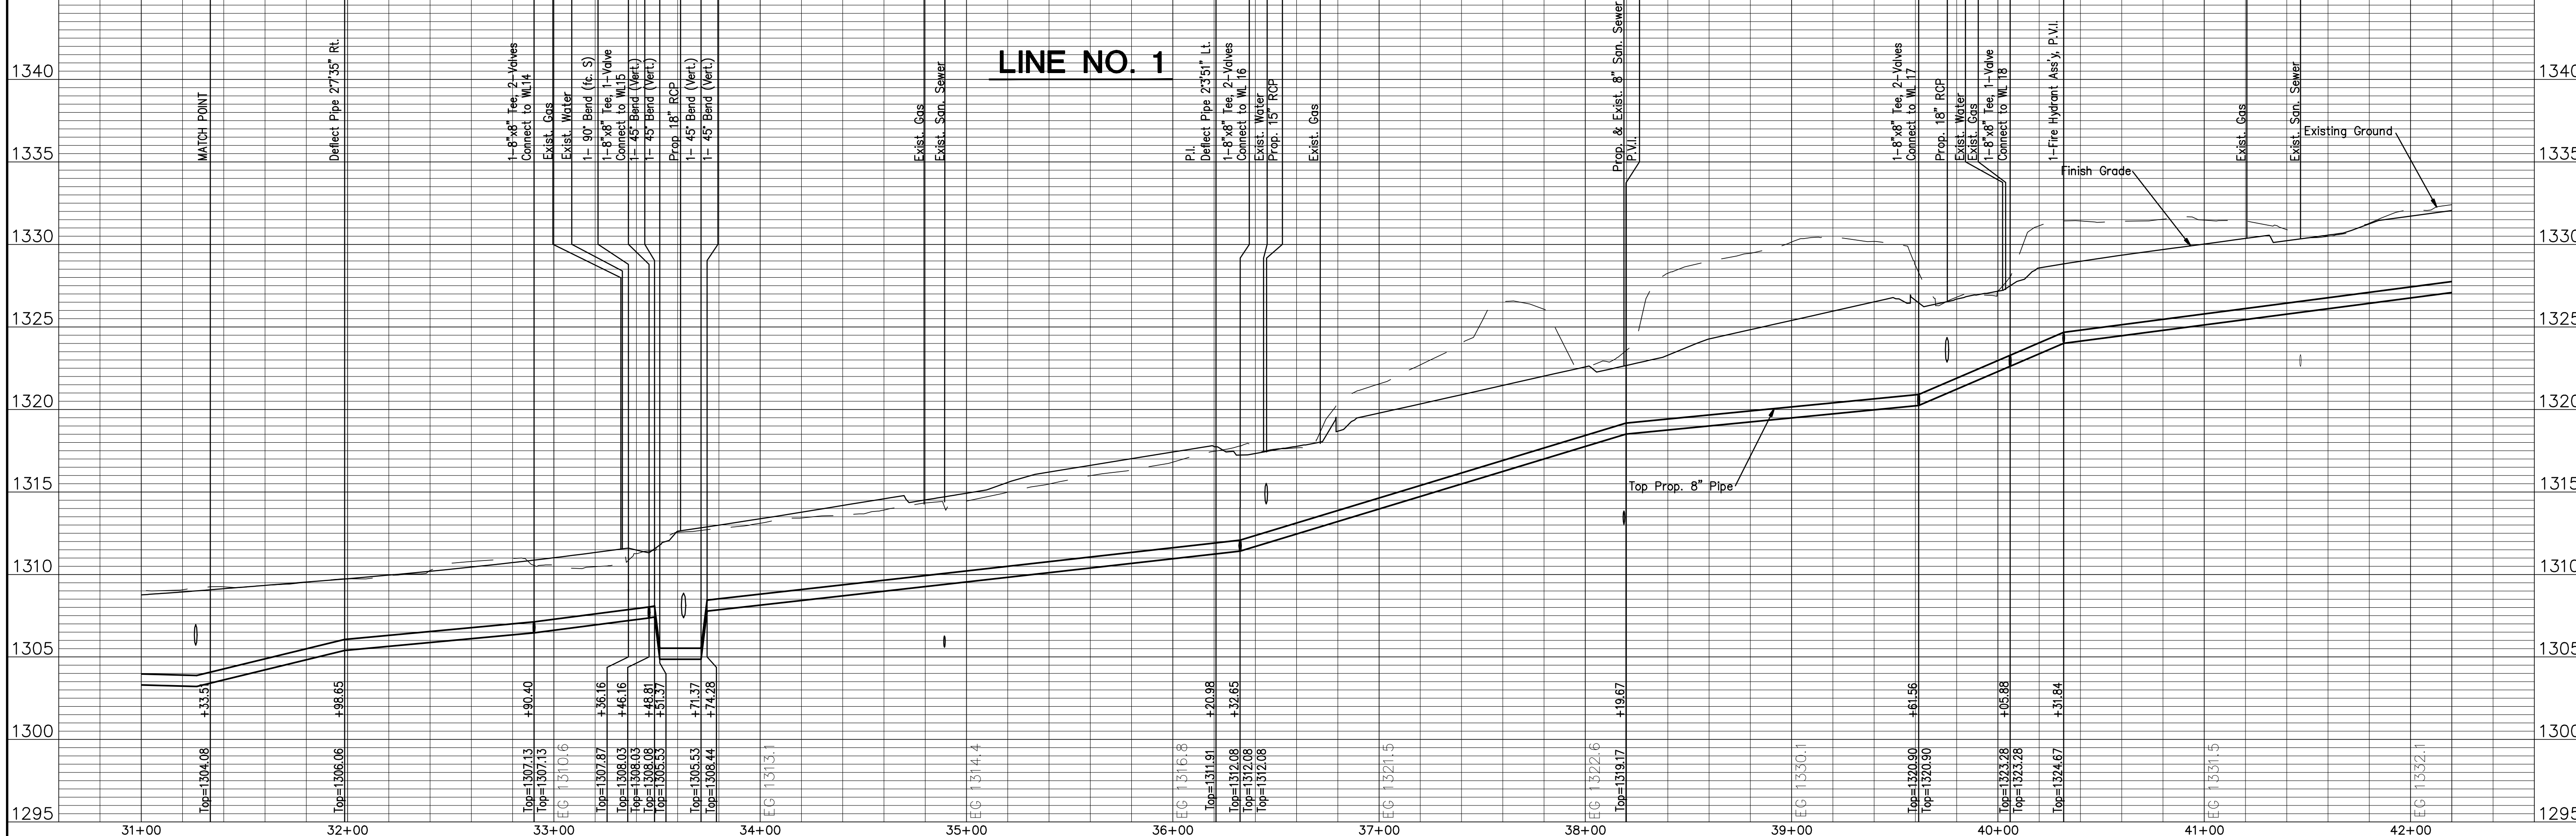 LINE NO. 1
1340
1335
1330
1325
1320
1315
1310
1305
1300
1295
MATCH POINT
Deflect Pipe 2°7'35" Rt.
1-8"x8" Tee, 2-Valves
Connect to WL14
Exist. Gas
Exist. Water
1- 90° Bend (fc. S)
1-8"x8" Tee, 1-Valve
Connect to WL15
1- 45° Bend (Vert.)
1- 45° Bend (Vert.)
Prop.18" RCP
1- 45° Bend (Vert.)
1- 45° Bend (Vert.)
Exist. Gas
Exist. San. Sewer
P.I.
Deflect Pipe 2°3'51" Lt.
1-8"x8" Tee, 2-Valves
Connect to WL 16
Exist. Water
Prop. 15" RCP
Exist. Gas
Prop. & Exist. 8" San. Sewer
P.V.I.
1-8"x8" Tee, 2-Valves
Connect to WL 17
Prop. 18" RCP
Exist. Water
Exist. Gas
1-8"x8" Tee, 1-Valve
Connect to WL 18
1-Fire Hydrant Ass'y, P.V.I.
Exist. Gas
Exist. San. Sewer
Existing Ground
Finish Grade
Top Prop. 8" Pipe
+33.51
+98.65
+90.40
+36.16
+46.16
+48.81
+51.37
+71.37
+74.28
+20.98
+32.65
+19.67
+61.56
+05.88
+31.84
Top=1304.08
Top=1306.06
Top=1307.13
Top=1307.13
EG 1310.6
Top=1307.87
Top=1308.03
Top=1308.03
Top=1308.08
Top=1305.53
Top=1305.53
Top=1308.44
EG 1313.1
EG 1314.4
EG 1316.8
Top=1311.91
Top=1312.08
Top=1312.08
Top=1312.08
EG 1321.5
EG 1322.6
Top=1319.17
EG 1330.1
Top=1320.90
Top=1320.90
Top=1323.28
Top=1323.28
Top=1324.67
EG 1331.5
EG 1332.1
31+00
32+00
33+00
34+00
35+00
36+00
37+00
38+00
39+00
40+00
41+00
42+00
1340
1335
1330
1325
1320
1315
1310
1305
1300
1295